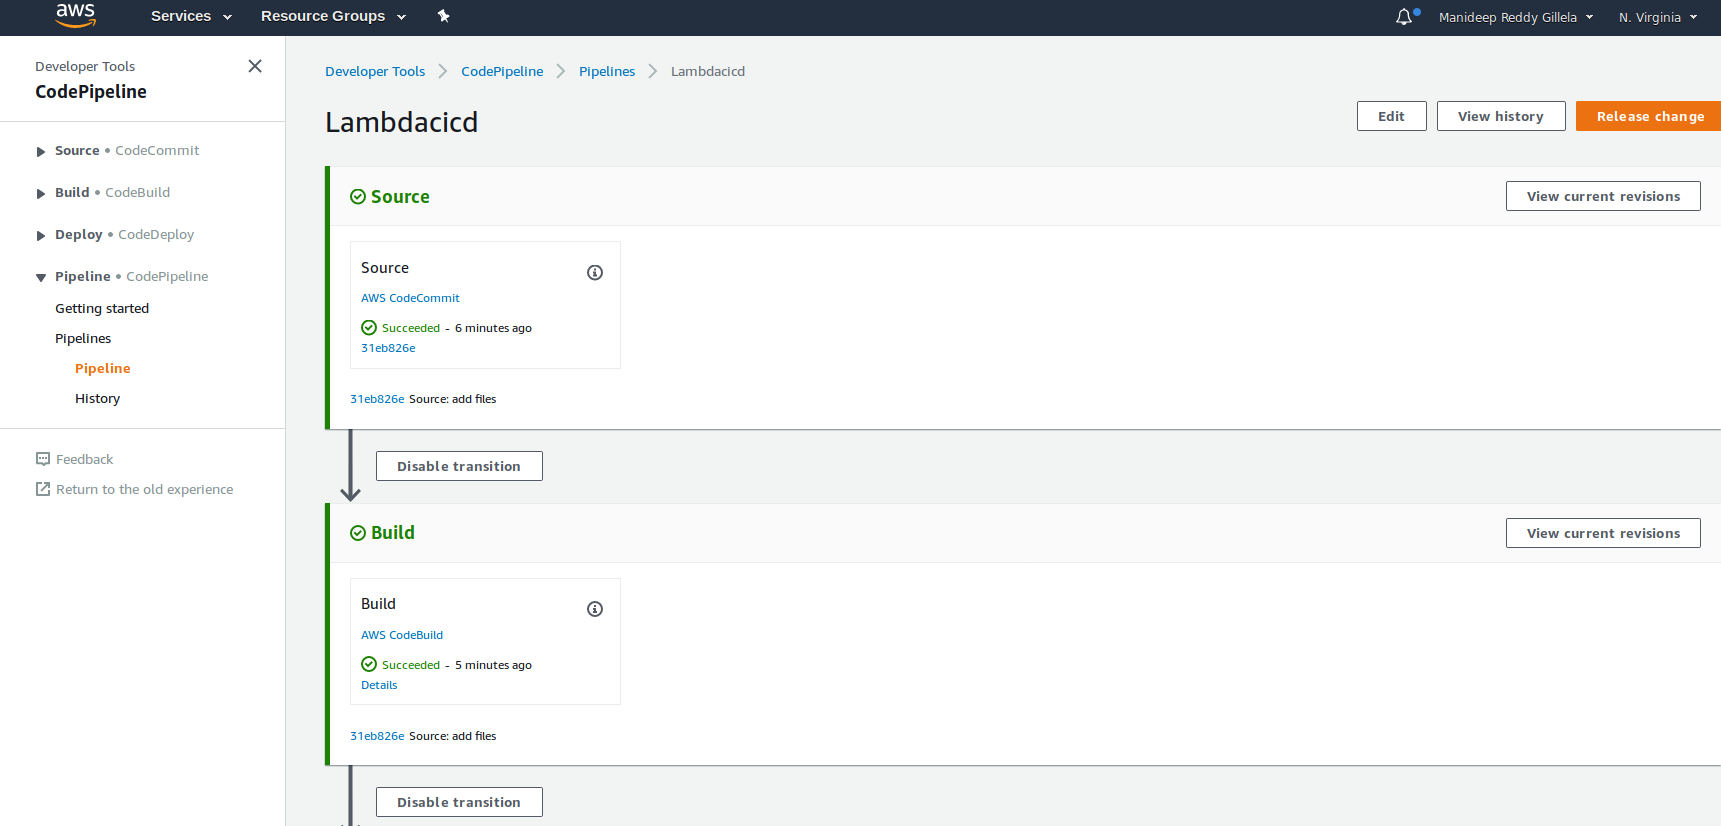 aws
Services
Resource Groups
Manideep Reddy Gillela
N. Virginia
Developer Tools
CodePipeline
Source • CodeCommit
Build • CodeBuild
Deploy • CodeDeploy
Pipeline • CodePipeline
Getting started
Pipelines
Pipeline
History
Feedback
Return to the old experience
Developer Tools
CodePipeline
Pipelines
Lambdacicd
Lambdacicd
Edit
View history
Release change
Source
View current revisions
Source
AWS CodeCommit
Succeeded - 6 minutes ago
31eb826e
31eb826e Source: add files
Disable transition
Build
View current revisions
Build
AWS CodeBuild
Succeeded - 5 minutes ago
Details
31eb826e Source: add files
Disable transition